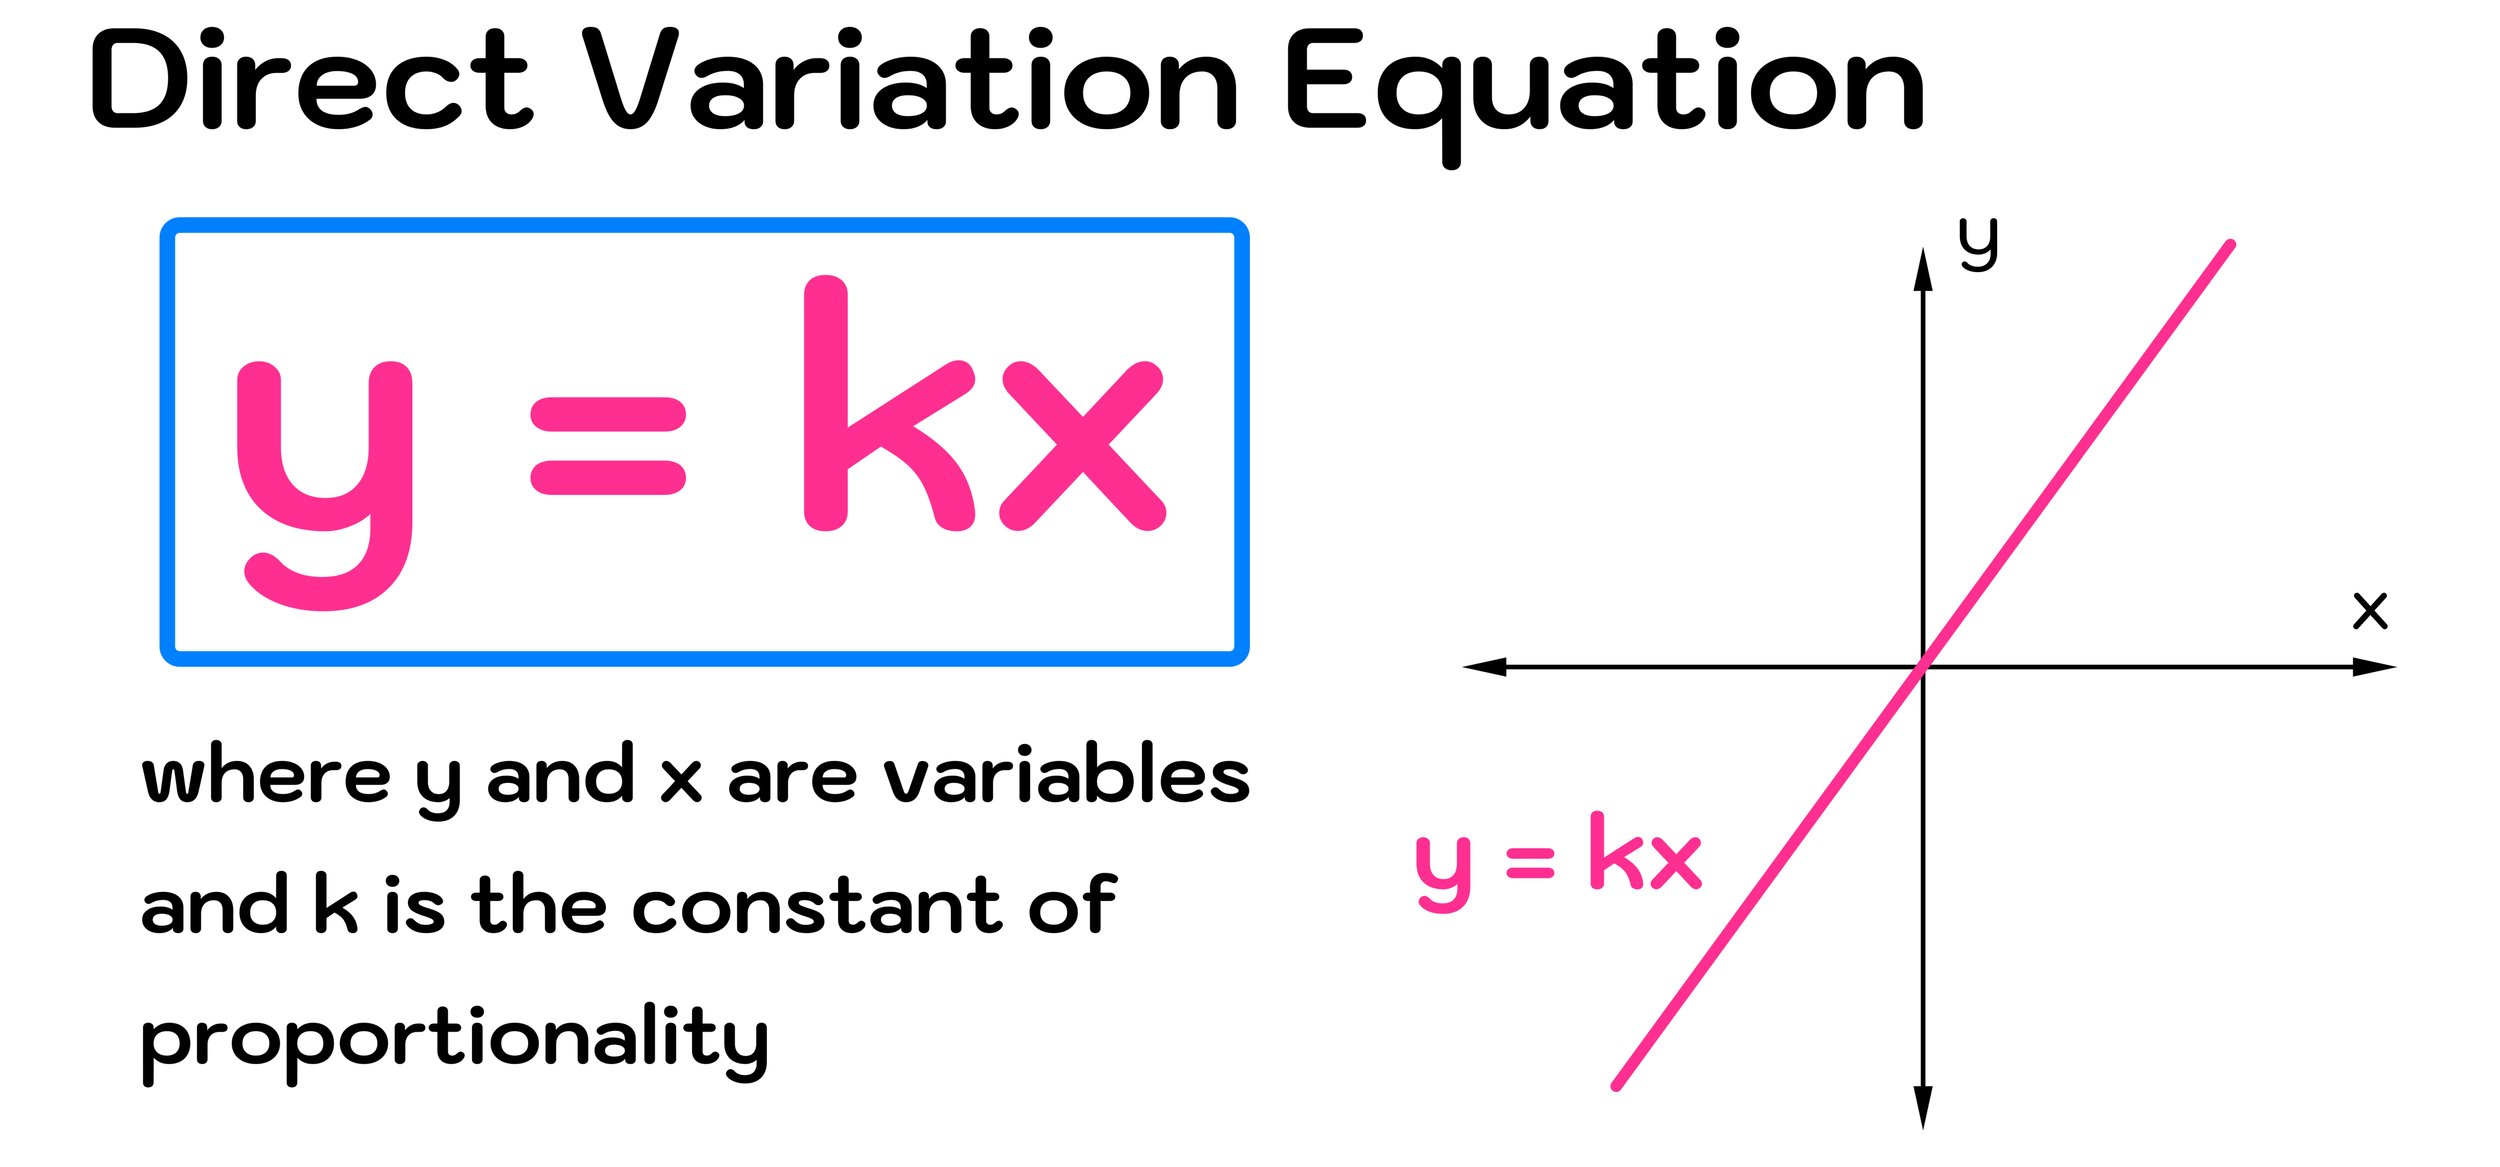 Direct Variation Equation
y = kx
where y and x are variables
and k is the constant of
proportionality
y
x
y = kx